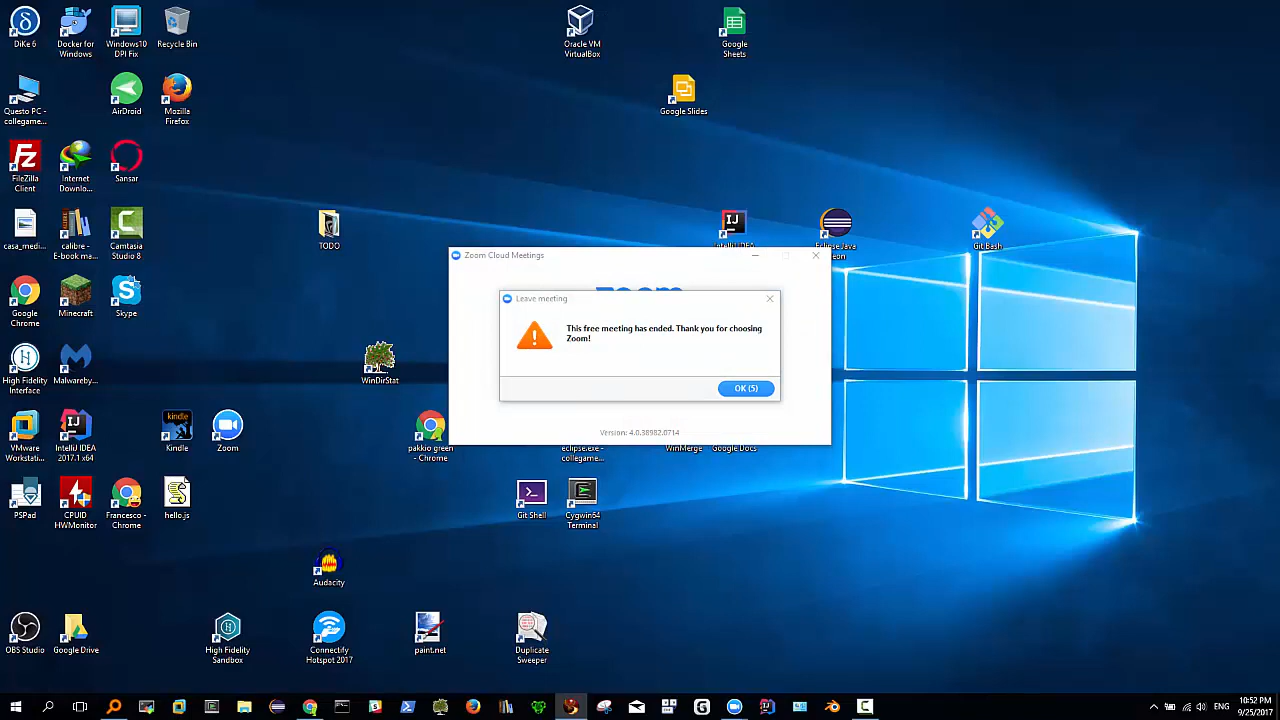 DiKe 6
Docker for
Windows
Windows10
DPI Fix
Recycle Bin
Oracle VM
VirtualBox
Google
Sheets
Questo PC -
collegame...
AirDroid
Mozilla
Firefox
Google Slides
FileZilla
Client
Internet
Downlo...
Sansar
casa_medi...
calibre -
E-book ma...
Camtasia
Studio 8
TODO
IntelliJ IDEA
Eclipse Java
Git Bash
Zoom Cloud Meetings
Leave meeting
This free meeting has ended. Thank you for choosing
Zoom!
OK (5)
Version: 4.0.38982.0714
Google
Chrome
Minecraft
Skype
High Fidelity
Interface
Malwareby...
WinDirStat
VMware
Workstati...
IntelliJ IDEA
2017.1 x64
kindle
Kindle
Zoom
pakkio green
- Chrome
eclipse.exe -
collegame...
WinMerge
Google Docs
PSPad
CPUID
HWMonitor
Francesco -
Chrome
hello.js
Git Shell
Cygwin64
Terminal
Audacity
OBS Studio
Google Drive
High Fidelity
Sandbox
Connectify
Hotspot 2017
paint.net
Duplicate
Sweeper
ENG
10:52 PM
9/25/2017